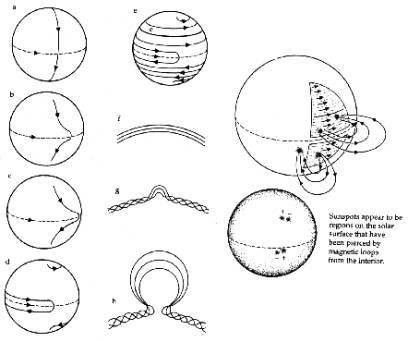 a
b
c
d
e
f
g
h
Sunspots appear to be
regions on the solar
surface that have
been pierced by
magnetic loops
from the interior.